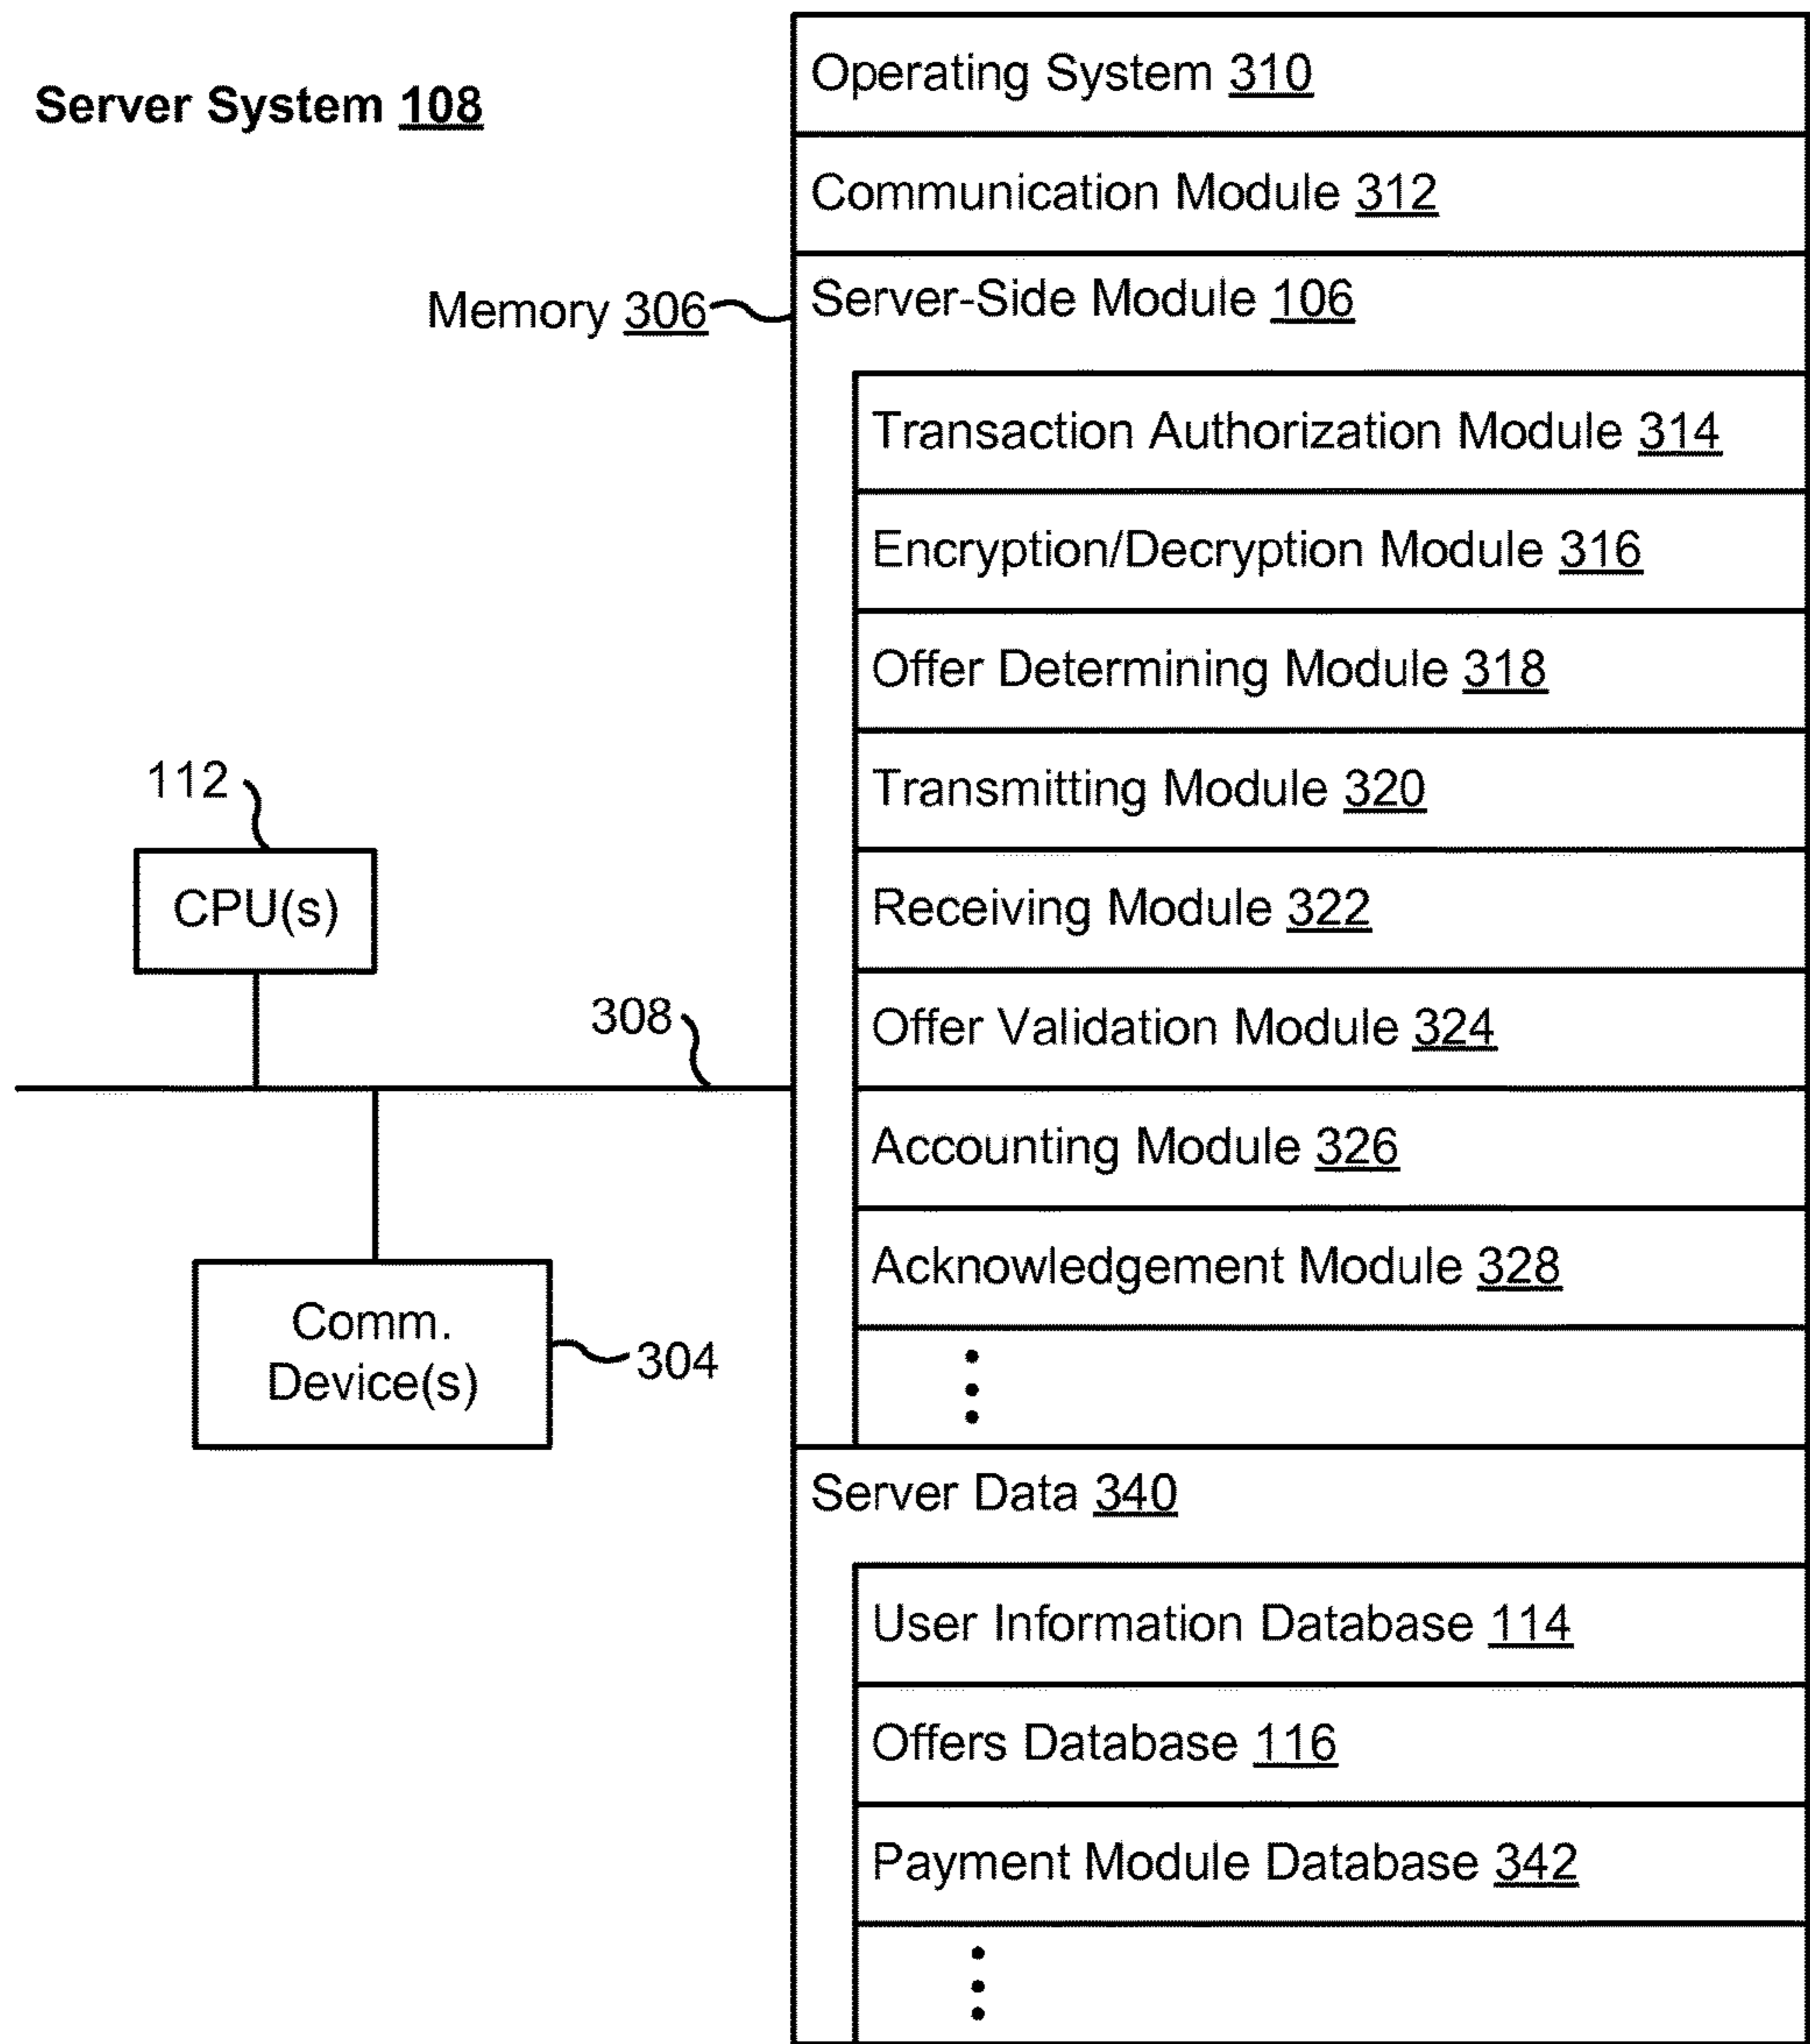 Server System 108
Operating System 310
Communication Module 312
Memory 306
Server-Side Module 106
Transaction Authorization Module 314
Encryption/Decryption Module 316
Offer Determining Module 318
Transmitting Module 320
112
CPU(s)
Receiving Module 322
308
Offer Validation Module 324
Accounting Module 326
Acknowledgement Module 328
Comm.
Device(s)
304
Server Data 340
User Information Database 114
Offers Database 116
Payment Module Database 342